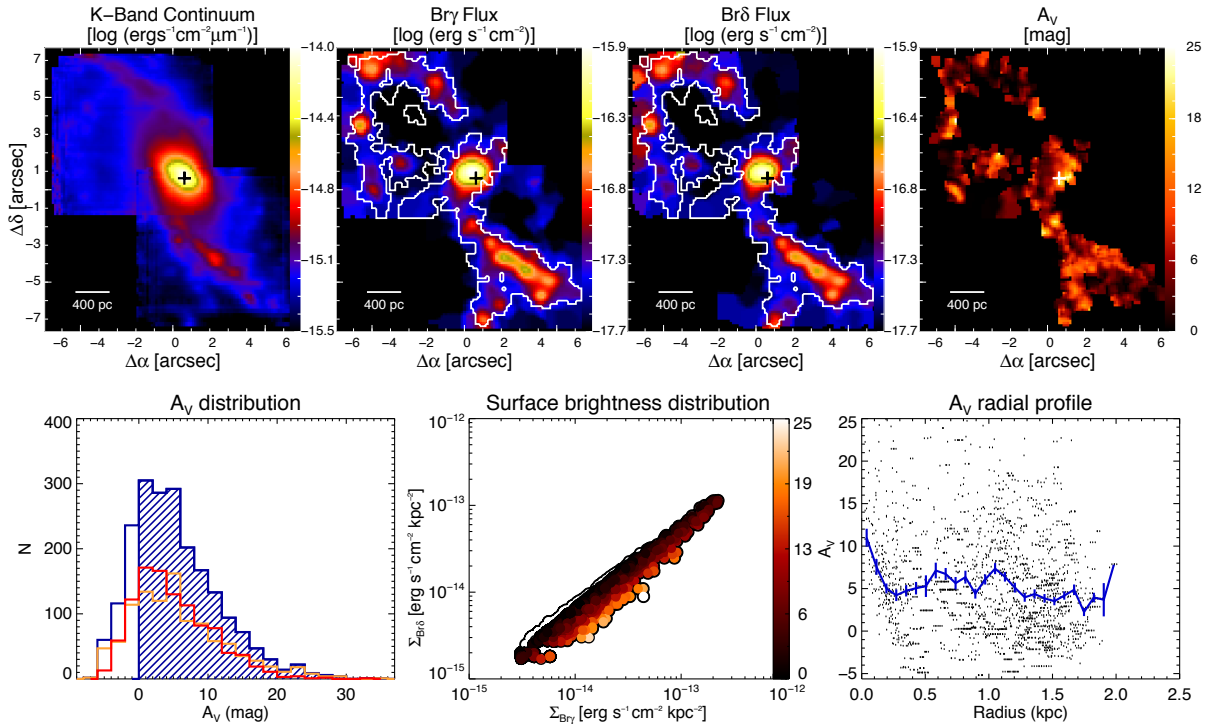 K−Band Continuum
[log (ergs⁻¹cm⁻²μm⁻¹)]
Brγ Flux
[log (erg s⁻¹cm⁻²)]
Brδ Flux
[log (erg s⁻¹cm⁻²)]
A_V
[mag]
7
5
3
1
−1
−3
−5
−7
Δδ [arcsec]
400 pc
−6 −4 −2 0 2 4 6
Δα [arcsec]
−14.0
−14.4
−14.8
−15.1
−15.5
400 pc
−6 −4 −2 0 2 4 6
Δα [arcsec]
−15.9
−16.3
−16.8
−17.3
−17.7
400 pc
−6 −4 −2 0 2 4 6
Δα [arcsec]
−15.9
−16.3
−16.8
−17.3
−17.7
400 pc
−6 −4 −2 0 2 4 6
Δα [arcsec]
25
18
12
6
0
A_V distribution
400
300
200
100
0
N
0 10 20 30
A_V (mag)
Surface brightness distribution
10⁻¹²
10⁻¹³
10⁻¹⁴
10⁻¹⁵
Σ_Brδ [erg s⁻¹ cm⁻² kpc⁻²]
10⁻¹⁵ 10⁻¹⁴ 10⁻¹³ 10⁻¹²
Σ_Brγ [erg s⁻¹ cm⁻² kpc⁻²]
25
19
13
6
0
A_V radial profile
25
20
15
10
5
0
−5
A_V
0.0 0.5 1.0 1.5 2.0 2.5
Radius (kpc)